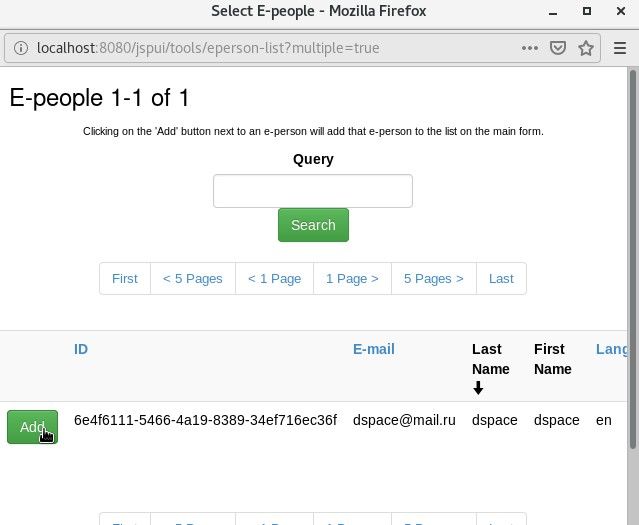 Select E-people - Mozilla Firefox
localhost:8080/jspui/tools/eperson-list?multiple=true
E-people 1-1 of 1
Clicking on the 'Add' button next to an e-person will add that e-person to the list on the main form.
Query
Search
First < 5 Pages < 1 Page 1 Page > 5 Pages > Last
ID E-mail Last Name First Name Lang
Add 6e4f6111-5466-4a19-8389-34ef716ec36f dspace@mail.ru dspace dspace en